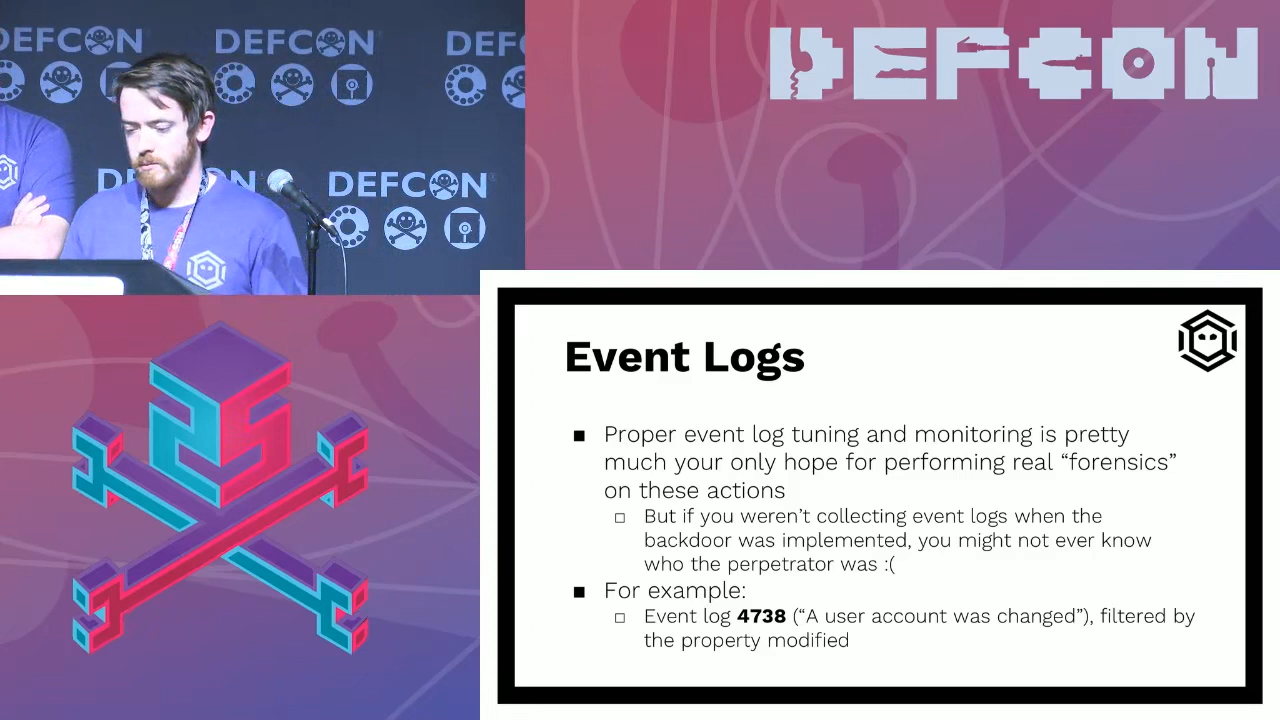 DEFCON
DEFCON
DEFC
DEFCON
DEFCON
DEFCON
Event Logs
Proper event log tuning and monitoring is pretty
much your only hope for performing real “forensics”
on these actions
But if you weren’t collecting event logs when the
backdoor was implemented, you might not ever know
who the perpetrator was :(
For example:
Event log 4738 (“A user account was changed”), filtered by
the property modified